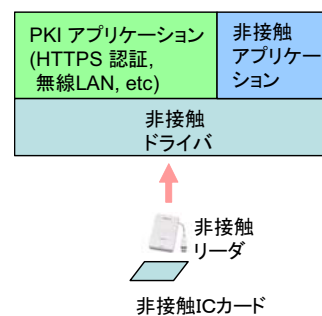 PKI アプリケーション
(HTTPS 認証,
無線LAN, etc)
非接触
アプリケー
ション
非接触
ドライバ
非接触
リーダ
非接触ICカード